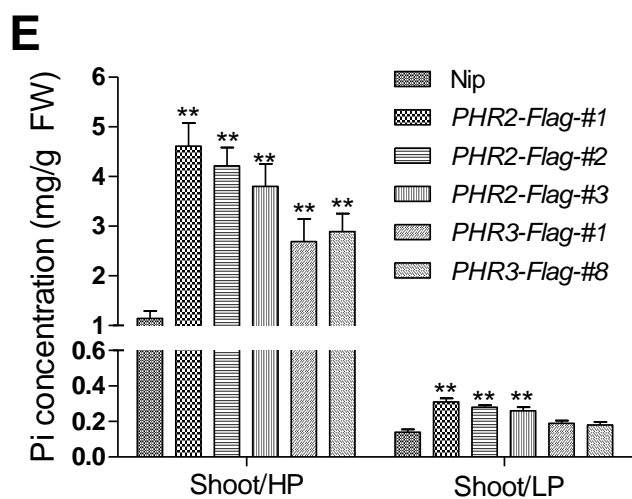 E
Pi concentration (mg/g FW)
6
5
4
3
2
1
0.6
0.4
0.2
0.0
** ** ** ** **
** ** **
Shoot/HP Shoot/LP
Nip
PHR2-Flag-#1
PHR2-Flag-#2
PHR2-Flag-#3
PHR3-Flag-#1
PHR3-Flag-#8